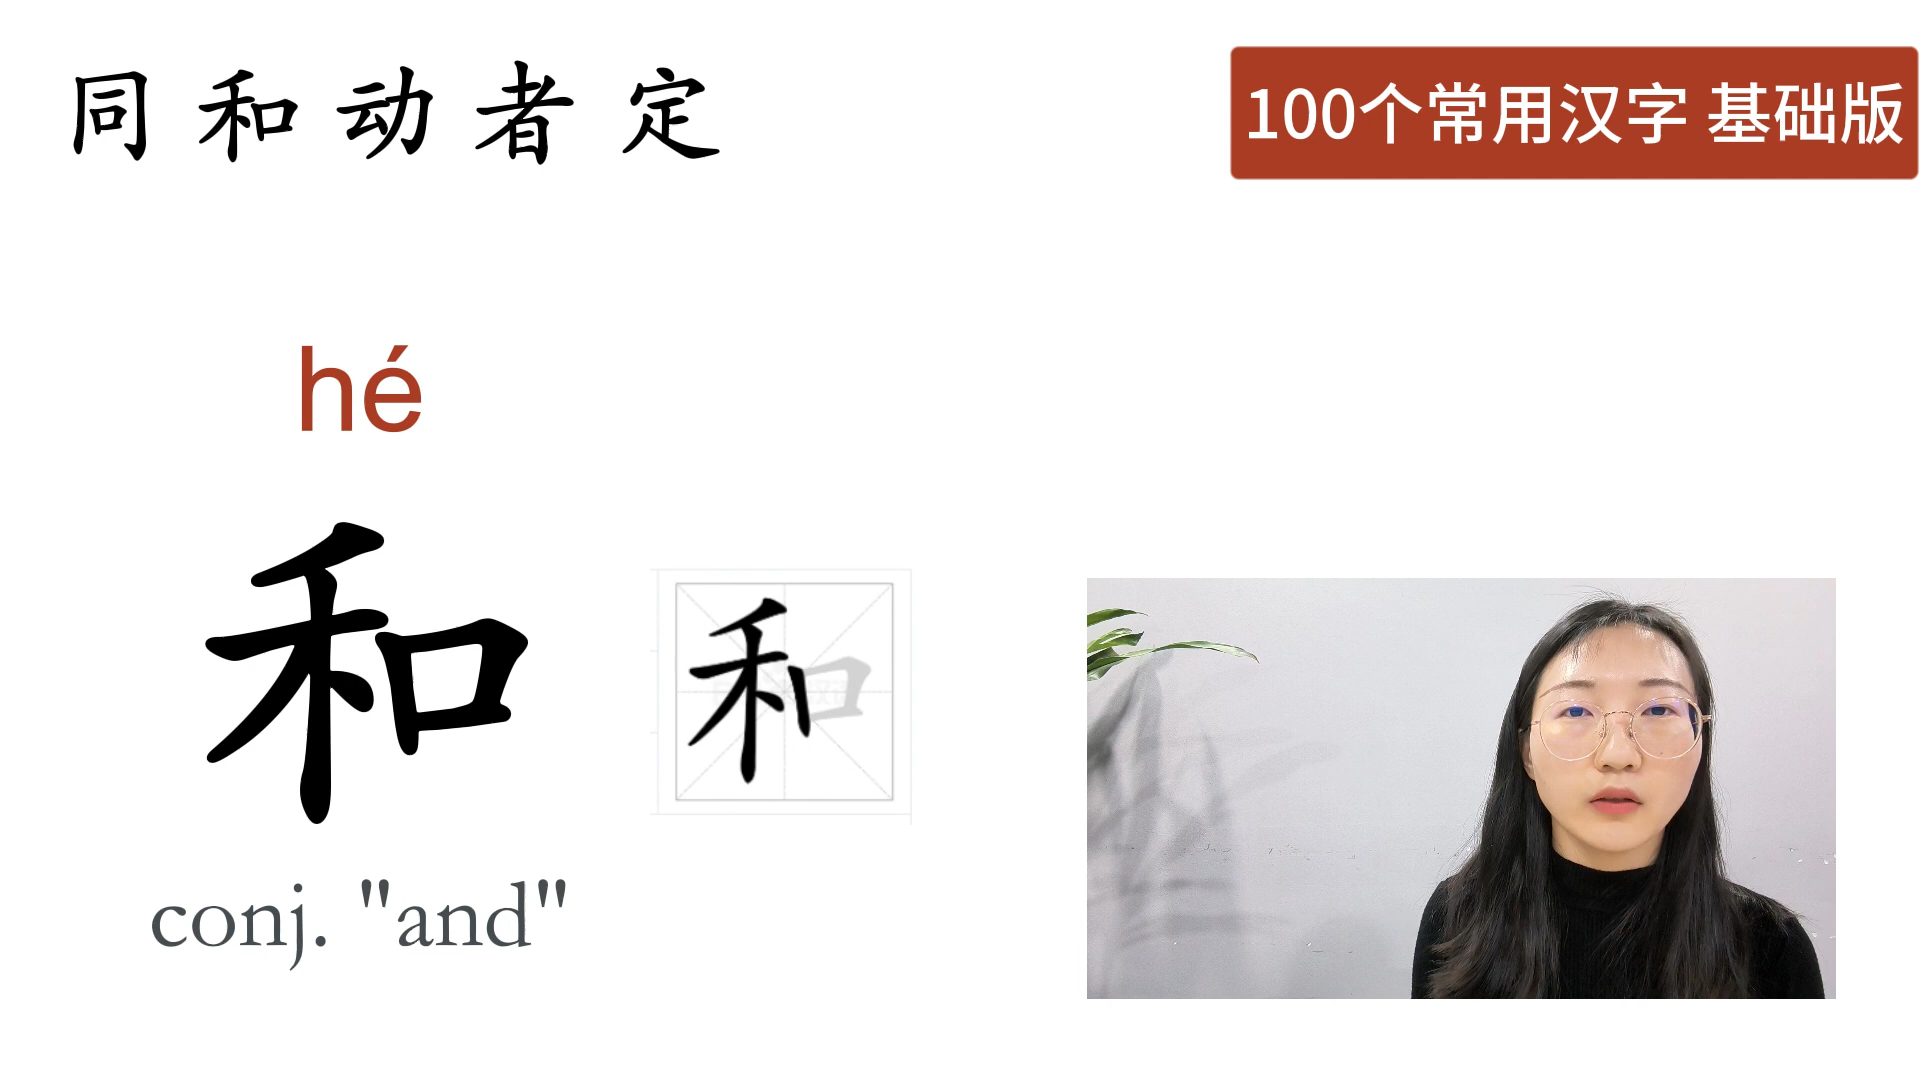 同 和 动 者 定
100个常用汉字 基础版
hé
和
和
conj. "and"